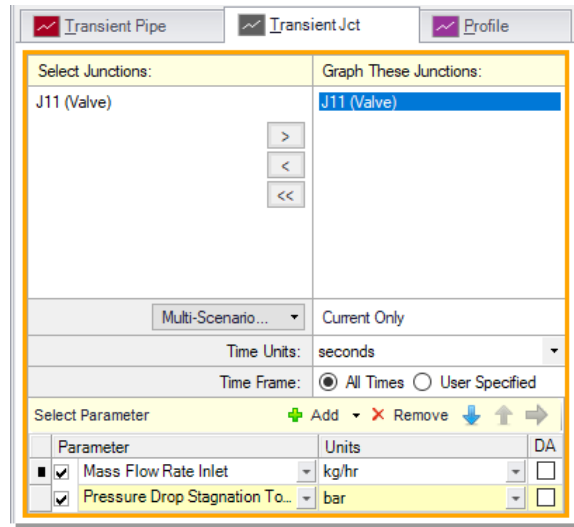 Transient Pipe Transient Jct Profile
Select Junctions: Graph These Junctions:
J11 (Valve) J11 (Valve)
>
<
<<
Multi-Scenario... Current Only
Time Units: seconds
Time Frame: All Times User Specified
Select Parameter Add Remove
Parameter Units DA
Mass Flow Rate Inlet kg/hr
Pressure Drop Stagnation To... bar